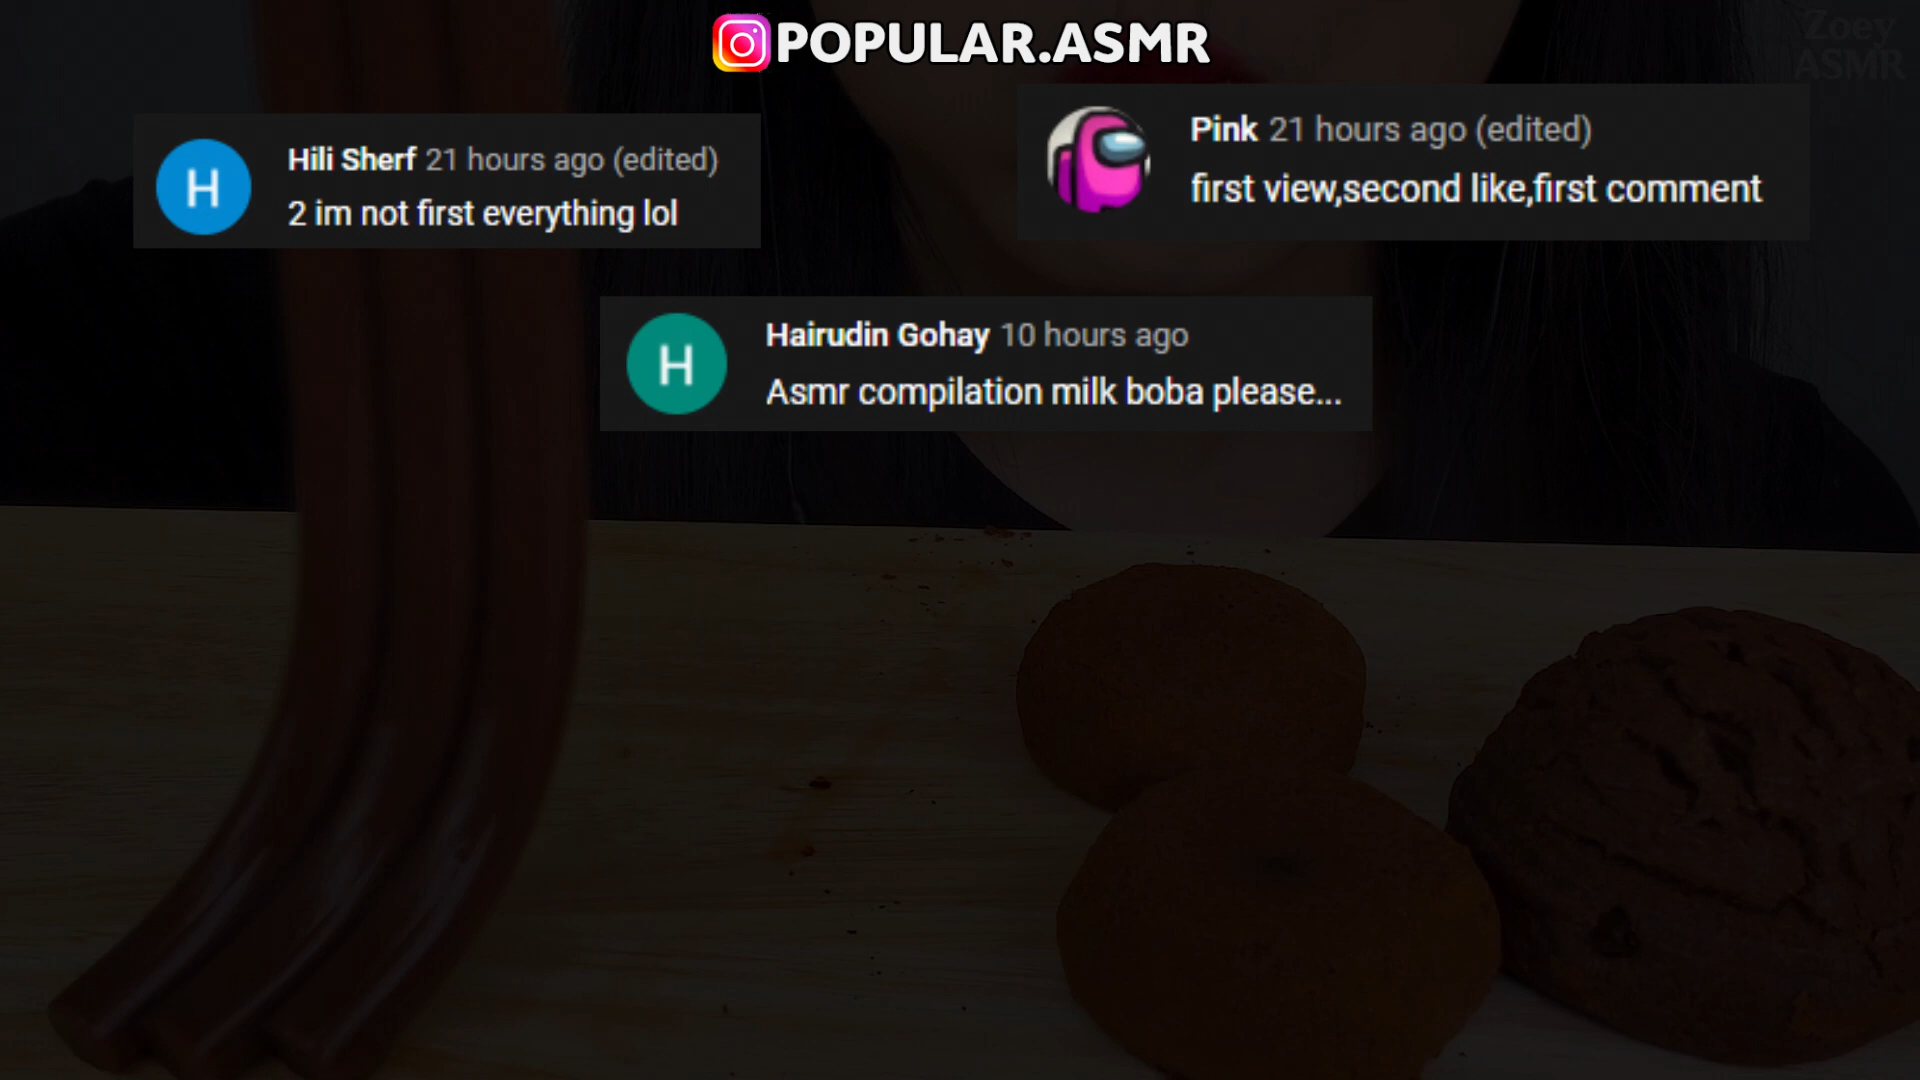 POPULAR.ASMR
Zoey
ASMR
Hili Sherf 21 hours ago (edited)
2 im not first everything lol
Pink 21 hours ago (edited)
first view,second like,first comment
Hairudin Gohay 10 hours ago
Asmr compilation milk boba please...
H
H